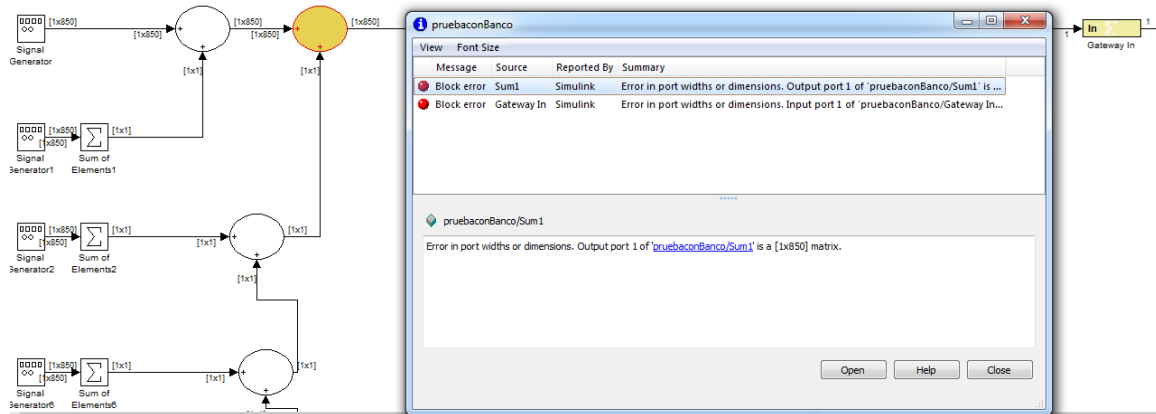 [1x850]
[1x850]
[1x850]
[1x850]
[1x850]
Signal
Generator
[1x1]
[1x1]
[1x850]
[1x850]
[1x1]
Signal
Generator1
Sum of
Elements1
[1x850]
[1x850]
[1x1]
[1x1]
[1x1]
Signal
Generator2
Sum of
Elements2
[1x1]
[1x850]
[1x850]
[1x1]
[1x1]
[1x1]
Signal
Generator6
Sum of
Elements6
pruebaconBanco
View Font Size
Message Source Reported By Summary
Block error Sum1 Simulink Error in port widths or dimensions. Output port 1 of 'pruebaconBanco/Sum1' is ...
Block error Gateway In Simulink Error in port widths or dimensions. Input port 1 of 'pruebaconBanco/Gateway In...
pruebaconBanco/Sum1
Error in port widths or dimensions. Output port 1 of 'pruebaconBanco/Sum1' is a [1x850] matrix.
Open Help Close
1
In
1
Gateway In